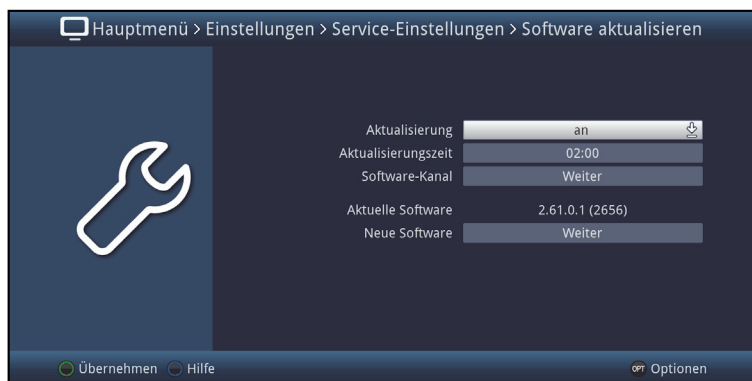 Hauptmenü > Einstellungen > Service-Einstellungen > Software aktualisieren
Aktualisierung an
Aktualisierungszeit 02:00
Software-Kanal Weiter
Aktuelle Software 2.61.0.1 (2656)
Neue Software Weiter
Übernehmen Hilfe OPT Optionen